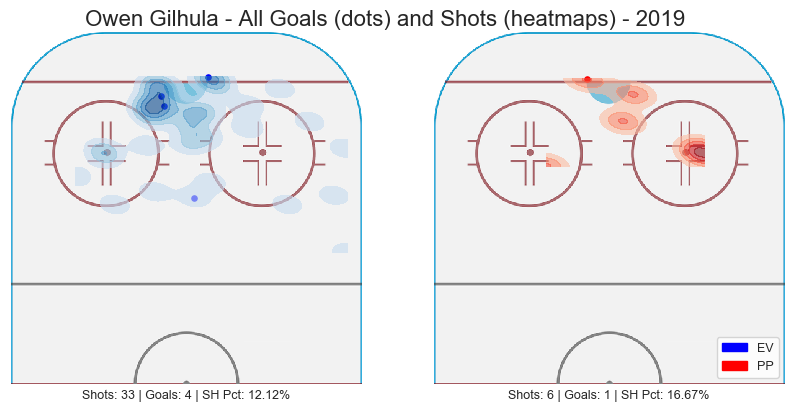 Owen Gilhula - All Goals (dots) and Shots (heatmaps) - 2019
EV
PP
Shots: 33 | Goals: 4 | SH Pct: 12.12%
Shots: 6 | Goals: 1 | SH Pct: 16.67%